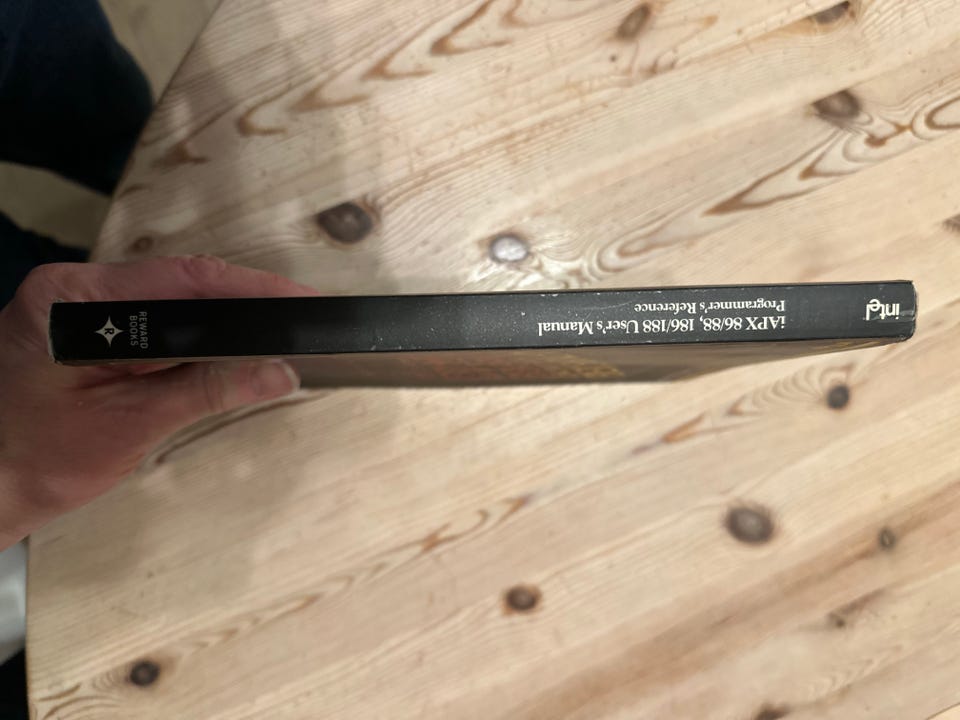 intel
iAPX 86/88, 186/188 User's Manual
Programmer's Reference
REWARD
BOOKS
R